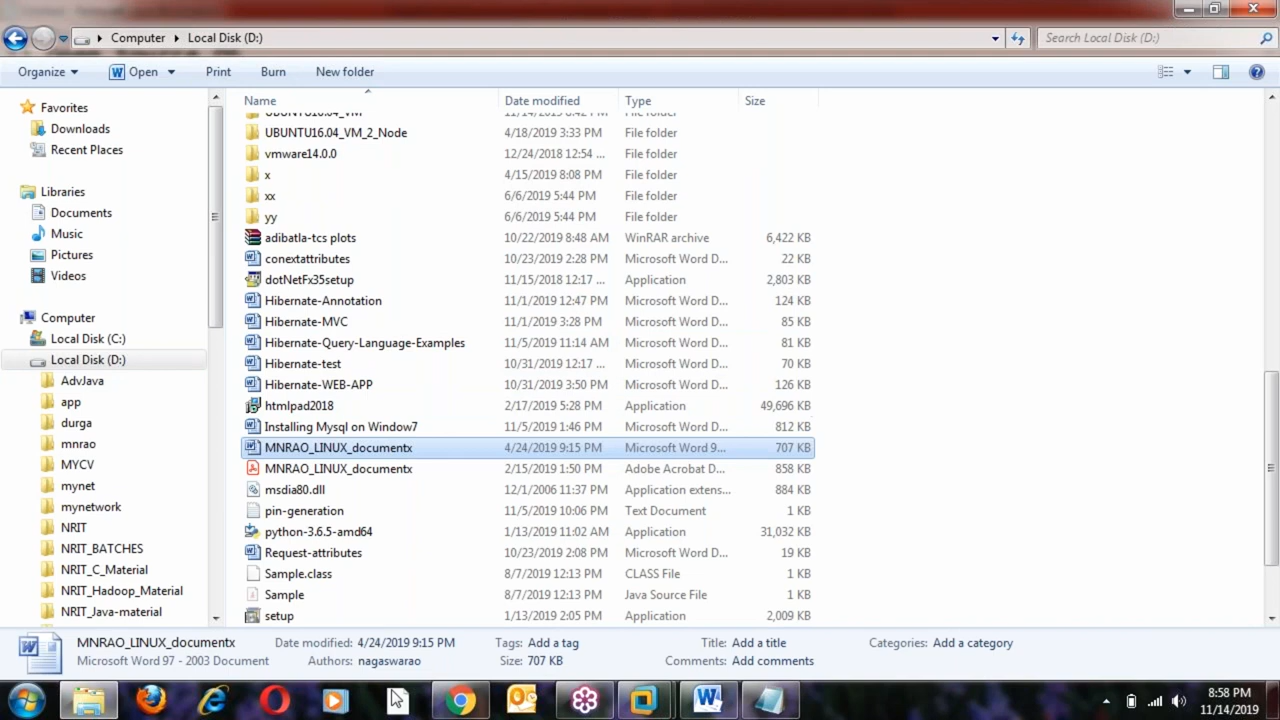 Computer Local Disk (D:) Search Local Disk (D:)
Organize Open Print Burn New folder
Name Date modified Type Size
Favorites
Downloads
Recent Places
Libraries
Documents
Music
Pictures
Videos
Computer
Local Disk (C:)
Local Disk (D:)
AdvJava
app
durga
mnrao
MYCV
mynet
mynetwork
NRIT
NRIT_BATCHES
NRIT_C_Material
NRIT_Hadoop_Material
NRIT_Java-material
UBUNTU16.04_VM File folder
UBUNTU16.04_VM_2_Node 4/18/2019 3:33 PM File folder
vmware14.0.0 12/24/2018 12:54 ... File folder
x 4/15/2019 8:08 PM File folder
xx 6/6/2019 5:44 PM File folder
yy 6/6/2019 5:44 PM File folder
adibatla-tcs plots 10/22/2019 8:48 AM WinRAR archive 6,422 KB
conextattributes 10/23/2019 2:28 PM Microsoft Word D... 22 KB
dotNetFx35setup 11/15/2018 12:17 ... Application 2,803 KB
Hibernate-Annotation 11/1/2019 12:47 PM Microsoft Word D... 124 KB
Hibernate-MVC 11/1/2019 3:28 PM Microsoft Word D... 85 KB
Hibernate-Query-Language-Examples 11/5/2019 11:14 AM Microsoft Word D... 81 KB
Hibernate-test 10/31/2019 12:17 ... Microsoft Word D... 70 KB
Hibernate-WEB-APP 10/31/2019 3:50 PM Microsoft Word D... 126 KB
htmlpad2018 2/17/2019 5:28 PM Application 49,696 KB
Installing Mysql on Window7 11/5/2019 1:46 PM Microsoft Word D... 812 KB
MNRAO_LINUX_documentx 4/24/2019 9:15 PM Microsoft Word 9... 707 KB
MNRAO_LINUX_documentx 2/15/2019 1:50 PM Adobe Acrobat D... 858 KB
msdia80.dll 12/1/2006 11:37 PM Application extens... 884 KB
pin-generation 11/5/2019 10:06 PM Text Document 1 KB
python-3.6.5-amd64 1/13/2019 11:02 AM Application 31,032 KB
Request-attributes 10/23/2019 2:08 PM Microsoft Word D... 19 KB
Sample.class 8/7/2019 12:13 PM CLASS File 1 KB
Sample 8/7/2019 12:13 PM Java Source File 1 KB
setup 1/13/2019 2:05 PM Application 2,009 KB
MNRAO_LINUX_documentx Date modified: 4/24/2019 9:15 PM Tags: Add a tag Title: Add a title Categories: Add a category
Microsoft Word 97 - 2003 Document Authors: nagaswarao Size: 707 KB Comments: Add comments
8:58 PM
11/14/2019